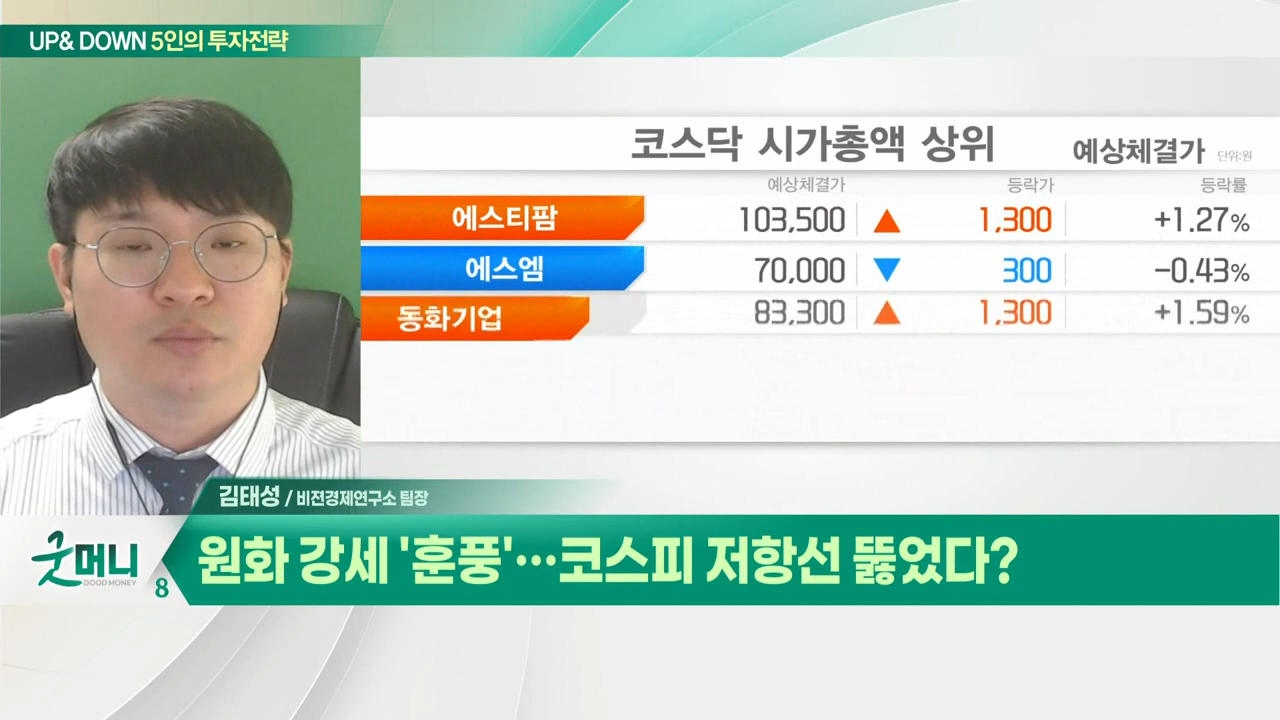 UP& DOWN 5인의 투자전략
코스닥 시가총액 상위 예상체결가 단위:원
예상체결가 등락가 등락률
에스티팜 103,500 ▲ 1,300 +1.27%
에스엠 70,000 ▼ 300 -0.43%
동화기업 83,300 ▲ 1,300 +1.59%
김태성 / 비젼경제연구소 팀장
굿머니
GOOD MONEY
8
원화 강세 '훈풍'…코스피 저항선 뚫었다?